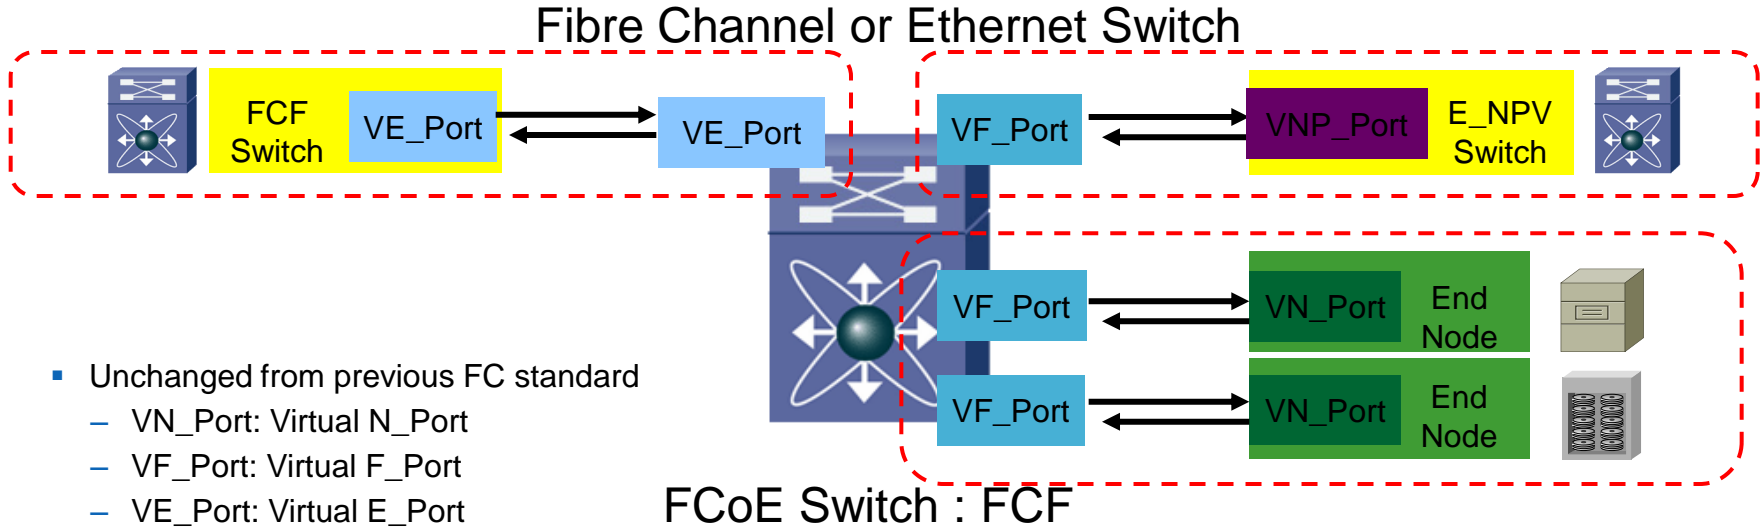 Fibre Channel or Ethernet Switch
FCF
Switch
VE_Port
VE_Port
VF_Port
VNP_Port
E_NPV
Switch
VF_Port
VN_Port
End
Node
VF_Port
VN_Port
End
Node
▪ Unchanged from previous FC standard
– VN_Port: Virtual N_Port
– VF_Port: Virtual F_Port
– VE_Port: Virtual E_Port
FCoE Switch : FCF